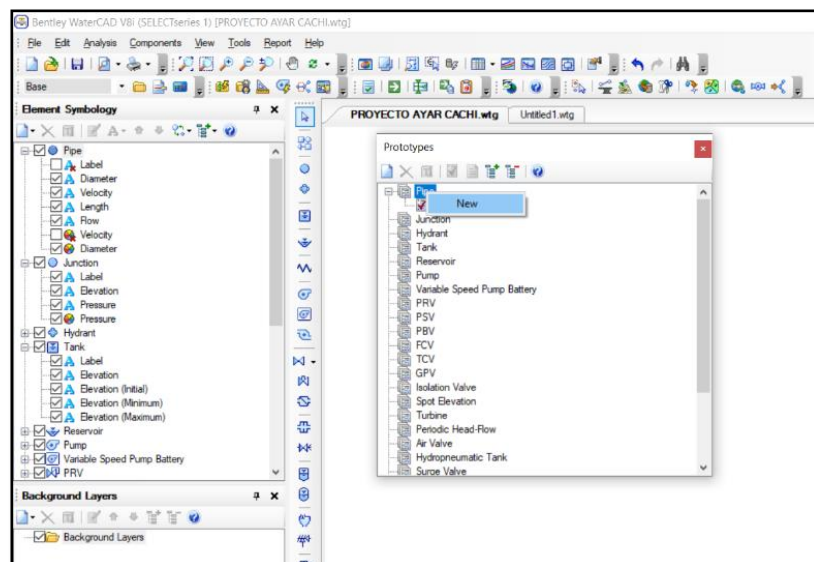 Bentley WaterCAD V8i (SELECTseries 1) [PROYECTO AYAR CACHI.wtg]
File Edit Analysis Components View Tools Report Help
Base
Element Symbology
PROYECTO AYAR CACHI.wtg
Untitled1.wtg
Pipe
Label
Diameter
Velocity
Length
Flow
Velocity
Diameter
Junction
Label
Elevation
Pressure
Pressure
Hydrant
Tank
Label
Elevation
Elevation (Initial)
Elevation (Minimum)
Elevation (Maximum)
Reservoir
Pump
Variable Speed Pump Battery
PRV
Background Layers
Background Layers
Prototypes
Pipe
New
Junction
Hydrant
Tank
Reservoir
Pump
Variable Speed Pump Battery
PRV
PSV
PBV
FCV
TCV
GPV
Isolation Valve
Spot Elevation
Turbine
Periodic Head-Flow
Air Valve
Hydropneumatic Tank
Surge Valve